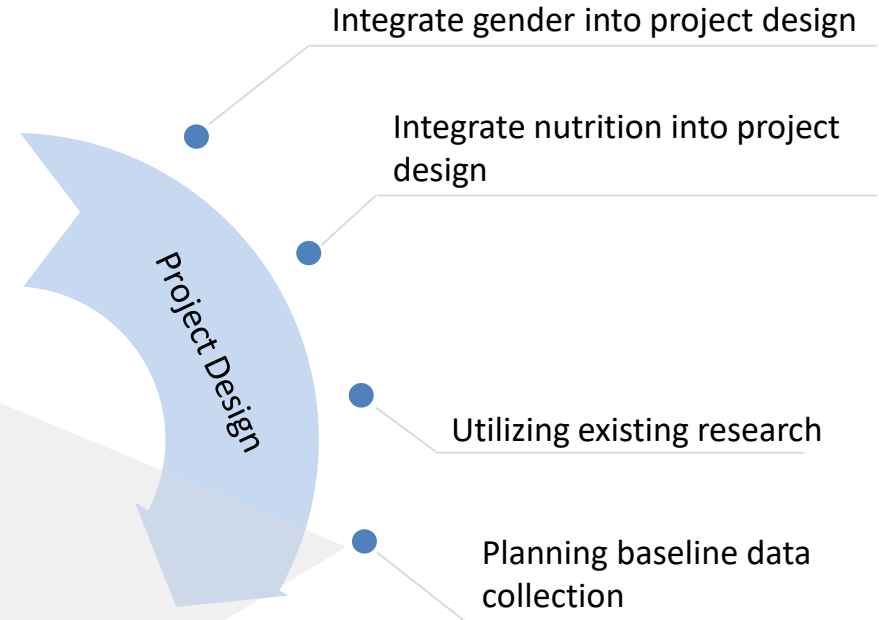 Integrate gender into project design
Integrate nutrition into project
design
Project Design
Utilizing existing research
Planning baseline data
collection